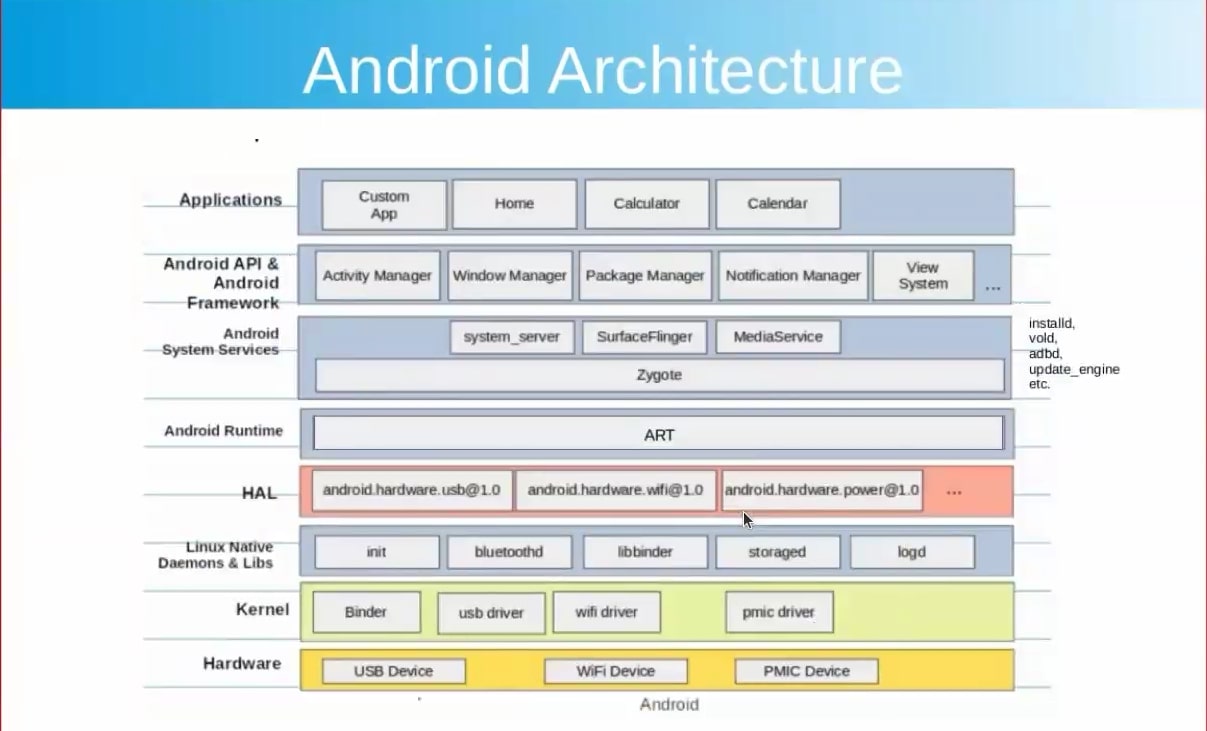 Android Architecture
Applications
Custom
App
Home
Calculator
Calendar
Android API &
Android
Framework
Activity Manager
Window Manager
Package Manager
Notification Manager
View
System
...
Android
System Services
system_server
SurfaceFlinger
MediaService
Zygote
installd,
vold,
adbd,
update_engine
etc.
Android Runtime
ART
HAL
android.hardware.usb@1.0
android.hardware.wifi@1.0
android.hardware.power@1.0
...
Linux Native
Daemons & Libs
init
bluetoothd
libbinder
storaged
logd
Kernel
Binder
usb driver
wifi driver
pmic driver
Hardware
USB Device
WiFi Device
PMIC Device
Android